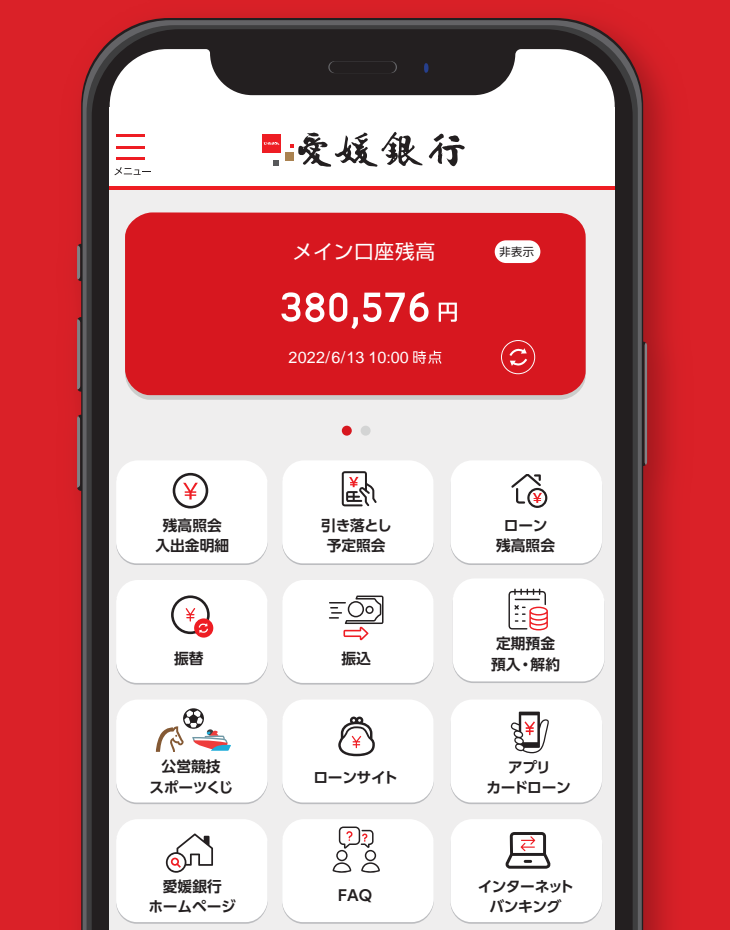 メニュー
愛媛銀行
メイン口座残高
非表示
380,576 円
2022/6/13 10:00 時点
¥
残高照会
入出金明細
¥
引き落とし
予定照会
¥
ローン
残高照会
¥
振替
振込
定期預金
預入・解約
公営競技
スポーツくじ
¥
ローンサイト
¥
アプリ
カードローン
愛媛銀行
ホームページ
? ?
FAQ
インターネット
バンキング